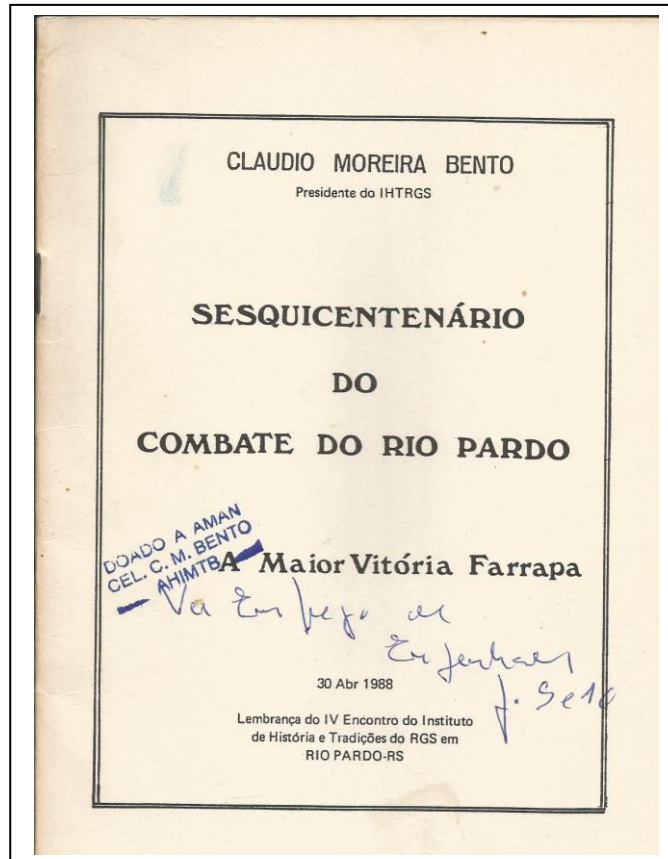 CLAUDIO MOREIRA BENTO
Presidente do IHTRGS
SESQUICENTENÁRIO
DO
COMBATE DO RIO PARDO
DOADO A AMAN
CEL. C. M. BENTO
AHIMTB
A Maior Vitória Farrapa
30 Abr 1988
Lembrança do IV Encontro do Instituto
de História e Tradições do RGS em
RIO PARDO-RS